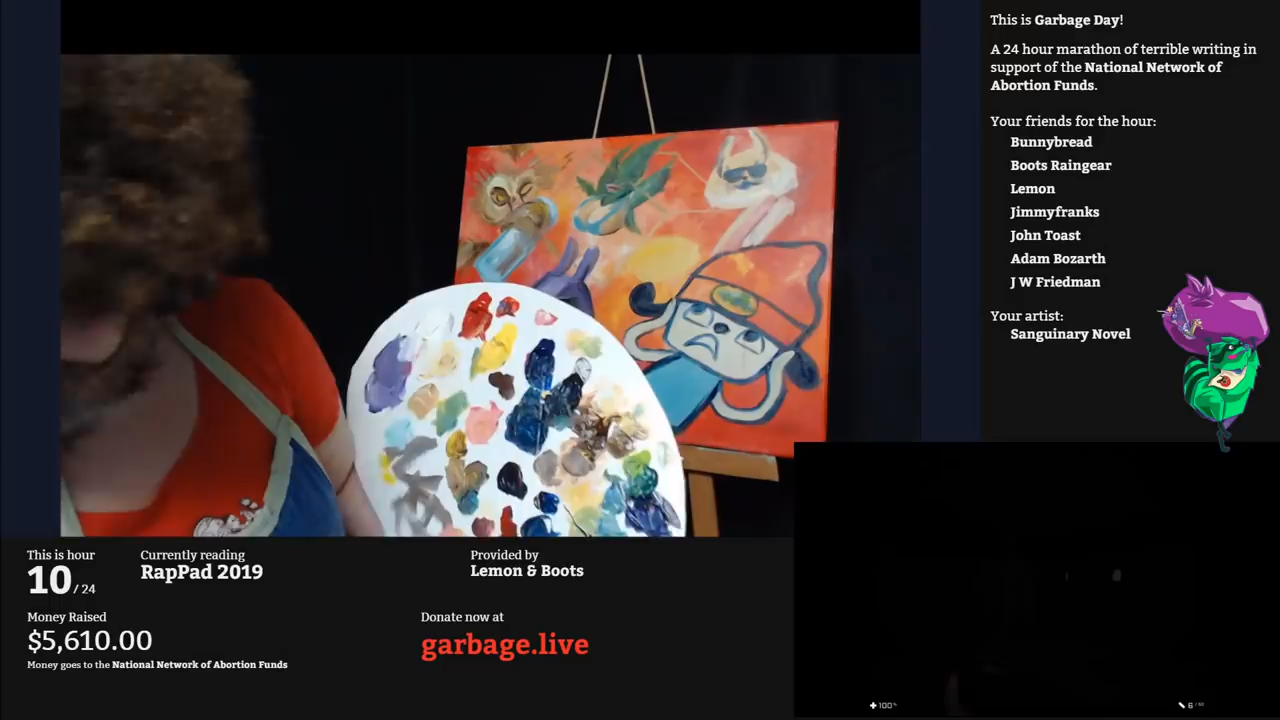 This is Garbage Day!
A 24 hour marathon of terrible writing in
support of the National Network of
Abortion Funds.
Your friends for the hour:
Bunnybread
Boots Raingear
Lemon
Jimmyfranks
John Toast
Adam Bozarth
J W Friedman
Your artist:
Sanguinary Novel
This is hour
10 / 24
Currently reading
RapPad 2019
Provided by
Lemon & Boots
Money Raised
$5,610.00
Money goes to the National Network of Abortion Funds
Donate now at
garbage.live
100%
6